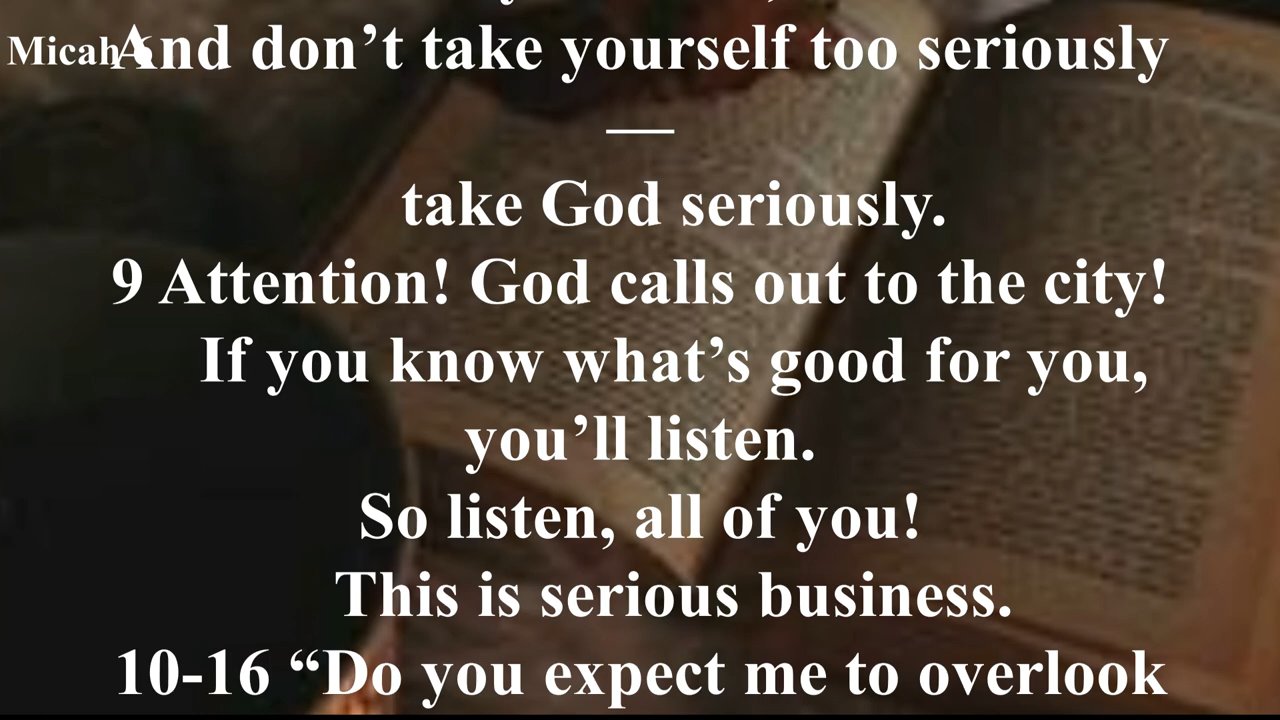 Micah 6
And don’t take yourself too seriously
—
take God seriously.
9 Attention! God calls out to the city!
If you know what’s good for you,
you’ll listen.
So listen, all of you!
This is serious business.
10-16 “Do you expect me to overlook